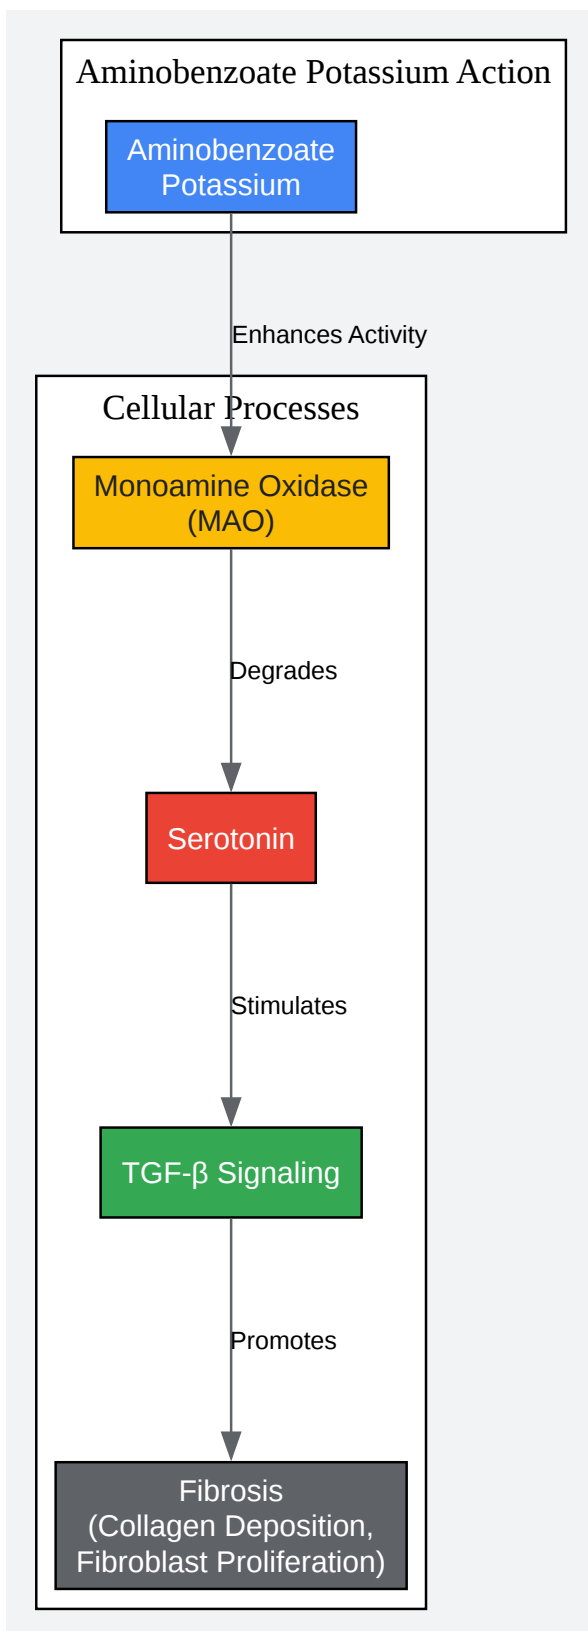 Aminobenzoate Potassium Action
Aminobenzoate
Potassium
Enhances Activity
Cellular Processes
Monoamine Oxidase
(MAO)
Degrades
Serotonin
Stimulates
TGF-β Signaling
Promotes
Fibrosis
(Collagen Deposition,
Fibroblast Proliferation)